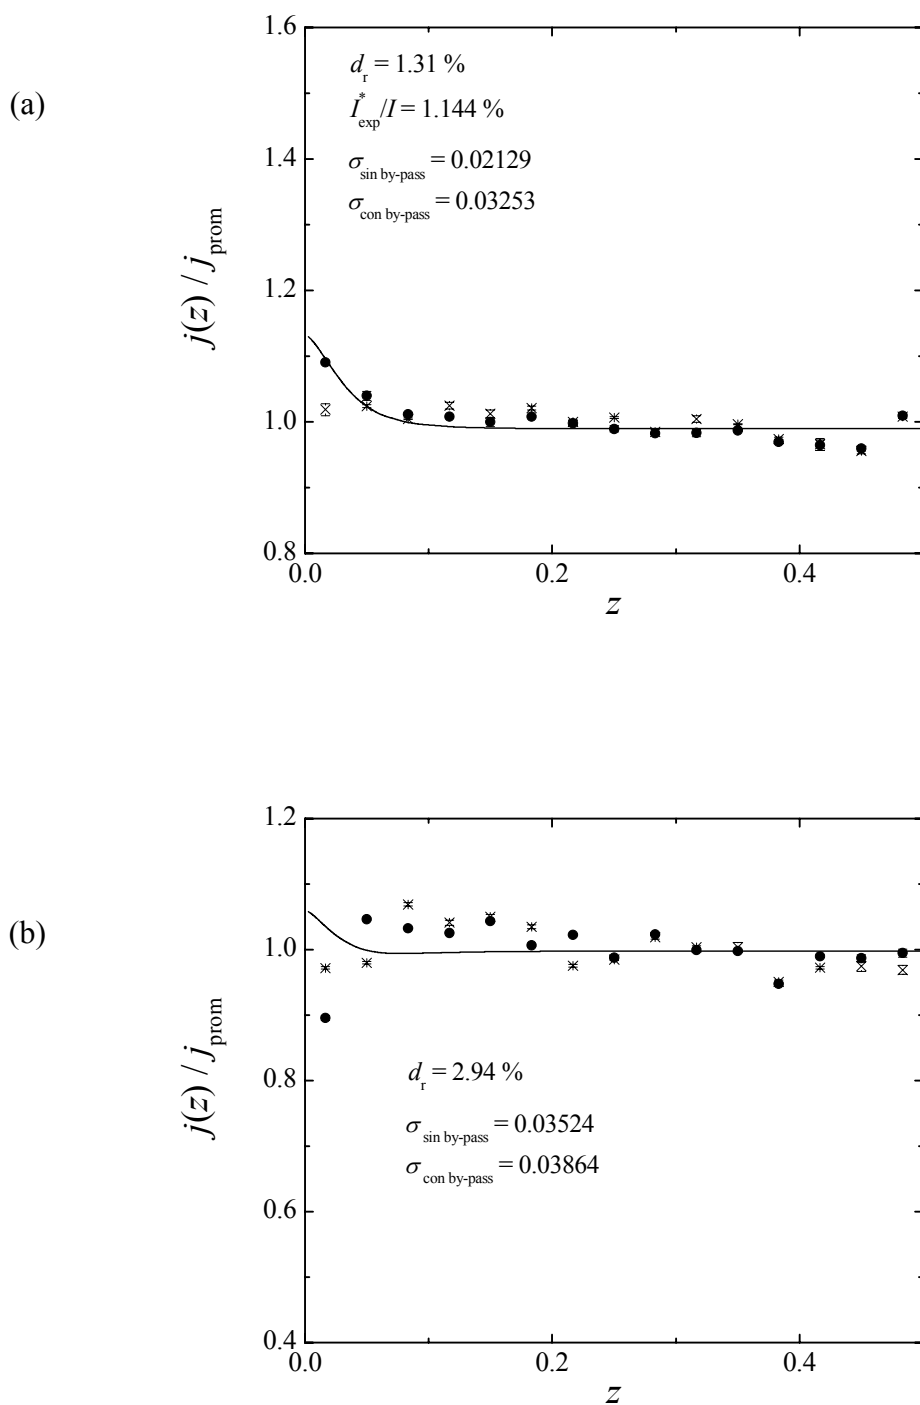 (a)
1.6
1.4
1.2
1.0
0.8
j(z) / j_prom
d_r = 1.31 %
I*_exp/I = 1.144 %
σ_sin by-pass = 0.02129
σ_con by-pass = 0.03253
0.0 0.2 0.4
z
(b)
1.2
1.0
0.8
0.6
0.4
j(z) / j_prom
d_r = 2.94 %
σ_sin by-pass = 0.03524
σ_con by-pass = 0.03864
0.0 0.2 0.4
z